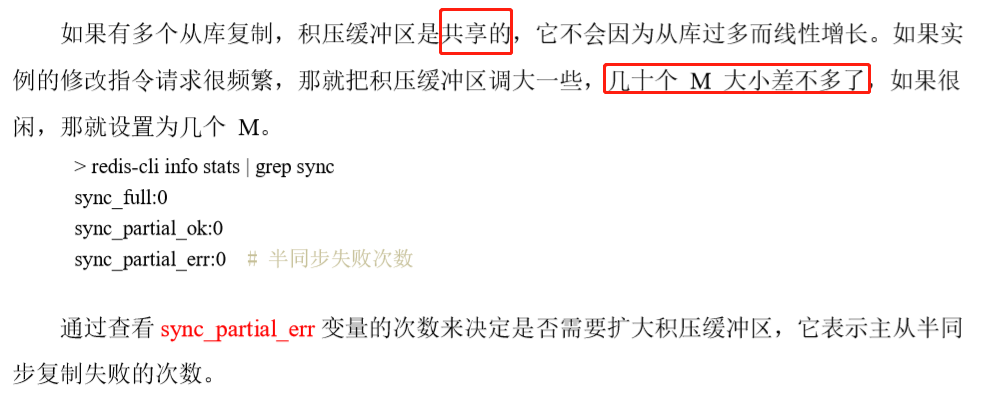 如果有多个从库复制，积压缓冲区是共享的，它不会因为从库过多而线性增长。如果实
例的修改指令请求很频繁，那就把积压缓冲区调大一些，几十个 M 大小差不多了，如果很
闲，那就设置为几个 M。
> redis-cli info stats | grep sync
sync_full:0
sync_partial_ok:0
sync_partial_err:0 # 半同步失败次数
通过查看 sync_partial_err 变量的次数来决定是否需要扩大积压缓冲区，它表示主从半同
步复制失败的次数。